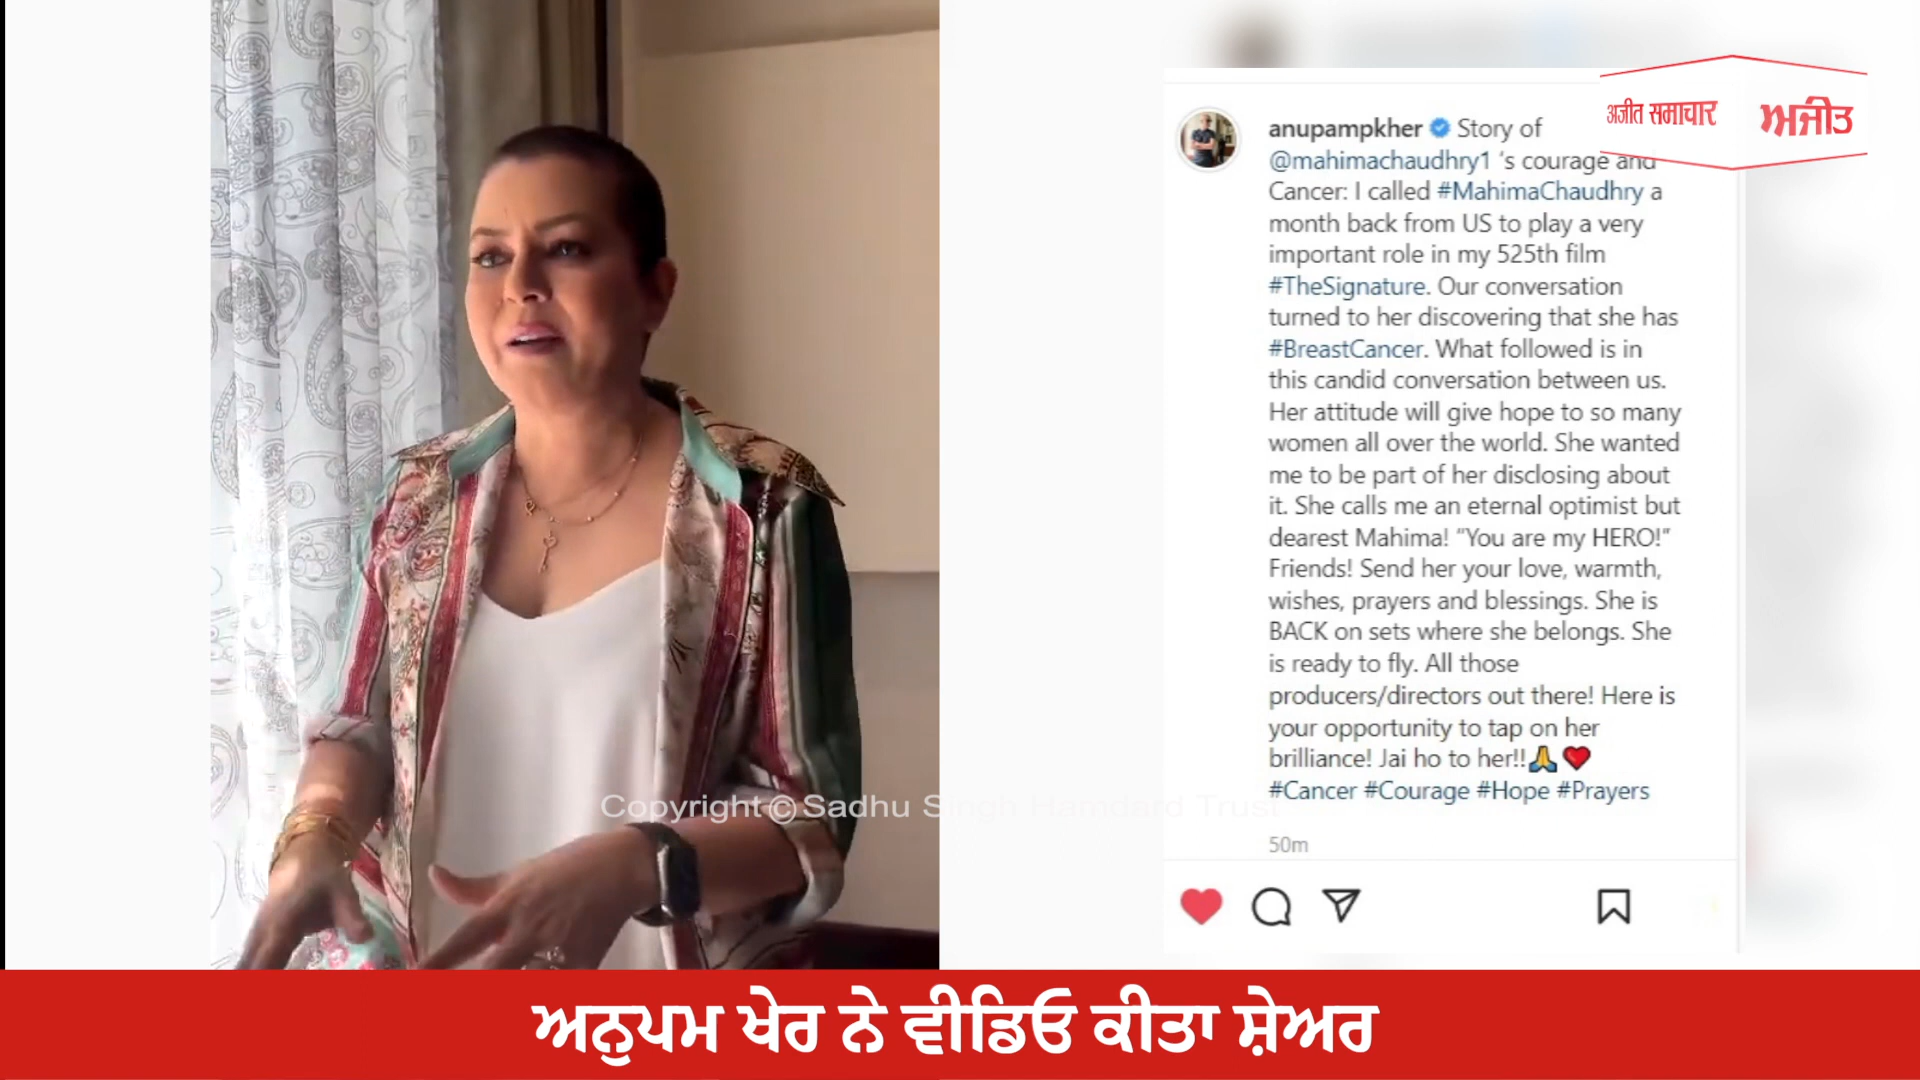 अजीत समाचार
ਅਜੀਤ
anupampkher Story of
@mahimachaudhry1 ‘s courage and
Cancer: I called #MahimaChaudhry a
month back from US to play a very
important role in my 525th film
#TheSignature. Our conversation
turned to her discovering that she has
#BreastCancer. What followed is in
this candid conversation between us.
Her attitude will give hope to so many
women all over the world. She wanted
me to be part of her disclosing about
it. She calls me an eternal optimist but
dearest Mahima! “You are my HERO!”
Friends! Send her your love, warmth,
wishes, prayers and blessings. She is
BACK on sets where she belongs. She
is ready to fly. All those
producers/directors out there! Here is
your opportunity to tap on her
brilliance! Jai ho to her!!🙏❤️
#Cancer #Courage #Hope #Prayers
50m
Copyright © Sadhu Singh Hamdard Trust
ਅਨੁਪਮ ਖੇਰ ਨੇ ਵੀਡਿਓ ਕੀਤਾ ਸ਼ੇਅਰ